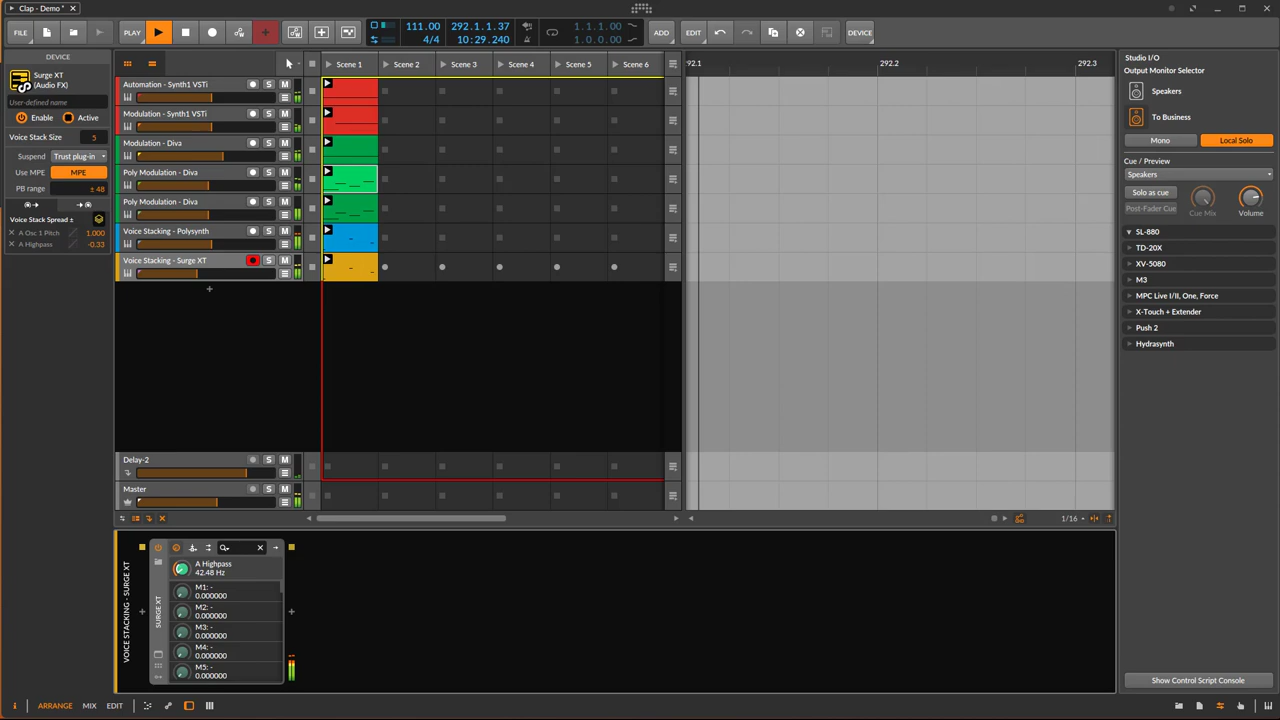 Clap - Demo *
FILE
PLAY
111.00
4/4
292.1.1.37
10:29.240
1.1.1.00
1.0.0.00
ADD
EDIT
DEVICE
DEVICE
Surge XT
(Audio FX)
User-defined name
Enable
Active
Voice Stack Size
5
Suspend
Trust plug-in
Use MPE
MPE
PB range
± 48
Voice Stack Spread ±
A Osc 1 Pitch
1.000
A Highpass
-0.33
Scene 1
Scene 2
Scene 3
Scene 4
Scene 5
Scene 6
Automation - Synth1 VSTi
S
M
Modulation - Synth1 VSTi
S
M
Modulation - Diva
S
M
Poly Modulation - Diva
S
M
Poly Modulation - Diva
S
M
Voice Stacking - Polysynth
S
M
Voice Stacking - Surge XT
S
M
+
Delay-2
S
M
Master
S
M
92.1
292.2
292.3
1/16
Studio I/O
Output Monitor Selector
Speakers
To Business
Mono
Local Solo
Cue / Preview
Speakers
Solo as cue
Post-Fader Cue
Cue Mix
Volume
SL-880
TD-20X
XV-5080
M3
MPC Live I/II, One, Force
X-Touch + Extender
Push 2
Hydrasynth
Show Control Script Console
VOICE STACKING - SURGE XT
SURGE XT
A Highpass
42.48 Hz
M1: -
0.000000
M2: -
0.000000
M3: -
0.000000
M4: -
0.000000
M5: -
0.000000
ARRANGE
MIX
EDIT